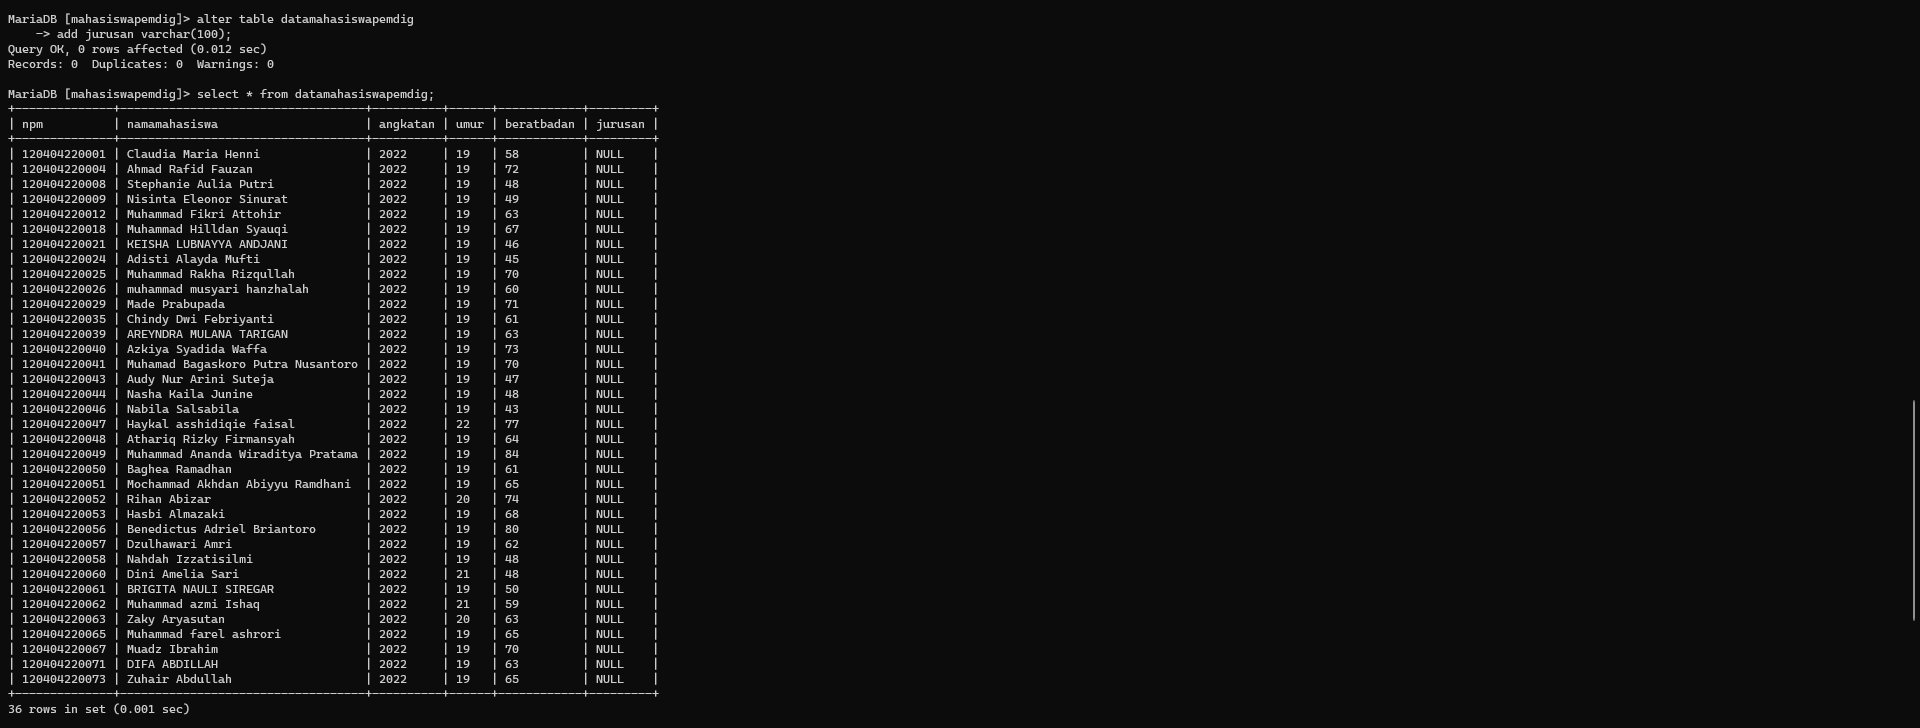 MariaDB [mahasiswapemdig]> alter table datamahasiswapemdig
    -> add jurusan varchar(100);
Query OK, 0 rows affected (0.012 sec)
Records: 0  Duplicates: 0  Warnings: 0
MariaDB [mahasiswapemdig]> select * from datamahasiswapemdig;
+--------------+-----------------------------------+----------+------+------------+---------+
| npm          | namamahasiswa                     | angkatan | umur | beratbadan | jurusan |
+--------------+-----------------------------------+----------+------+------------+---------+
| 120404220001 | Claudia Maria Henni               | 2022     | 19   | 58         | NULL    |
| 120404220004 | Ahmad Rafid Fauzan                | 2022     | 19   | 72         | NULL    |
| 120404220008 | Stephanie Aulia Putri             | 2022     | 19   | 48         | NULL    |
| 120404220009 | Nisinta Eleonor Sinurat           | 2022     | 19   | 49         | NULL    |
| 120404220012 | Muhammad Fikri Attohir            | 2022     | 19   | 63         | NULL    |
| 120404220018 | Muhammad Hilldan Syauqi           | 2022     | 19   | 67         | NULL    |
| 120404220021 | KEISHA LUBNAYYA ANDJANI           | 2022     | 19   | 46         | NULL    |
| 120404220024 | Adisti Alayda Mufti               | 2022     | 19   | 45         | NULL    |
| 120404220025 | Muhammad Rakha Rizqullah          | 2022     | 19   | 70         | NULL    |
| 120404220026 | muhammad musyari hanzhalah        | 2022     | 19   | 60         | NULL    |
| 120404220029 | Made Prabupada                    | 2022     | 19   | 71         | NULL    |
| 120404220035 | Chindy Dwi Febriyanti             | 2022     | 19   | 61         | NULL    |
| 120404220039 | AREYNDRA MULANA TARIGAN           | 2022     | 19   | 63         | NULL    |
| 120404220040 | Azkiya Syadida Waffa              | 2022     | 19   | 73         | NULL    |
| 120404220041 | Muhamad Bagaskoro Putra Nusantoro | 2022     | 19   | 70         | NULL    |
| 120404220043 | Audy Nur Arini Suteja             | 2022     | 19   | 47         | NULL    |
| 120404220044 | Nasha Kaila Junine                | 2022     | 19   | 48         | NULL    |
| 120404220046 | Nabila Salsabila                  | 2022     | 19   | 43         | NULL    |
| 120404220047 | Haykal asshidiqie faisal          | 2022     | 22   | 77         | NULL    |
| 120404220048 | Athariq Rizky Firmansyah          | 2022     | 19   | 64         | NULL    |
| 120404220049 | Muhammad Ananda Wiraditya Pratama | 2022     | 19   | 84         | NULL    |
| 120404220050 | Baghea Ramadhan                   | 2022     | 19   | 61         | NULL    |
| 120404220051 | Mochammad Akhdan Abiyyu Ramdhani  | 2022     | 19   | 65         | NULL    |
| 120404220052 | Rihan Abizar                      | 2022     | 20   | 74         | NULL    |
| 120404220053 | Hasbi Almazaki                    | 2022     | 19   | 68         | NULL    |
| 120404220056 | Benedictus Adriel Briantoro       | 2022     | 19   | 80         | NULL    |
| 120404220057 | Dzulhawari Amri                   | 2022     | 19   | 62         | NULL    |
| 120404220058 | Nahdah Izzatisilmi                | 2022     | 19   | 48         | NULL    |
| 120404220060 | Dini Amelia Sari                  | 2022     | 21   | 48         | NULL    |
| 120404220061 | BRIGITA NAULI SIREGAR             | 2022     | 19   | 50         | NULL    |
| 120404220062 | Muhammad azmi Ishaq               | 2022     | 21   | 59         | NULL    |
| 120404220063 | Zaky Aryasutan                    | 2022     | 20   | 63         | NULL    |
| 120404220065 | Muhammad farel ashrori            | 2022     | 19   | 65         | NULL    |
| 120404220067 | Muadz Ibrahim                     | 2022     | 19   | 70         | NULL    |
| 120404220071 | DIFA ABDILLAH                     | 2022     | 19   | 63         | NULL    |
| 120404220073 | Zuhair Abdullah                   | 2022     | 19   | 65         | NULL    |
+--------------+-----------------------------------+----------+------+------------+---------+
36 rows in set (0.001 sec)